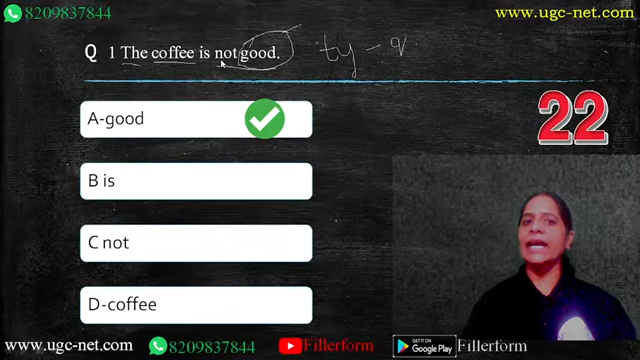 8209837844
www.ugc-net.com
Q 1 The coffee is not good.
ty - q
A-good
22
B is
C not
D-coffee
www.ugc-net.com 8209837844 Fillerform GET IT ON Google Play Fillerform